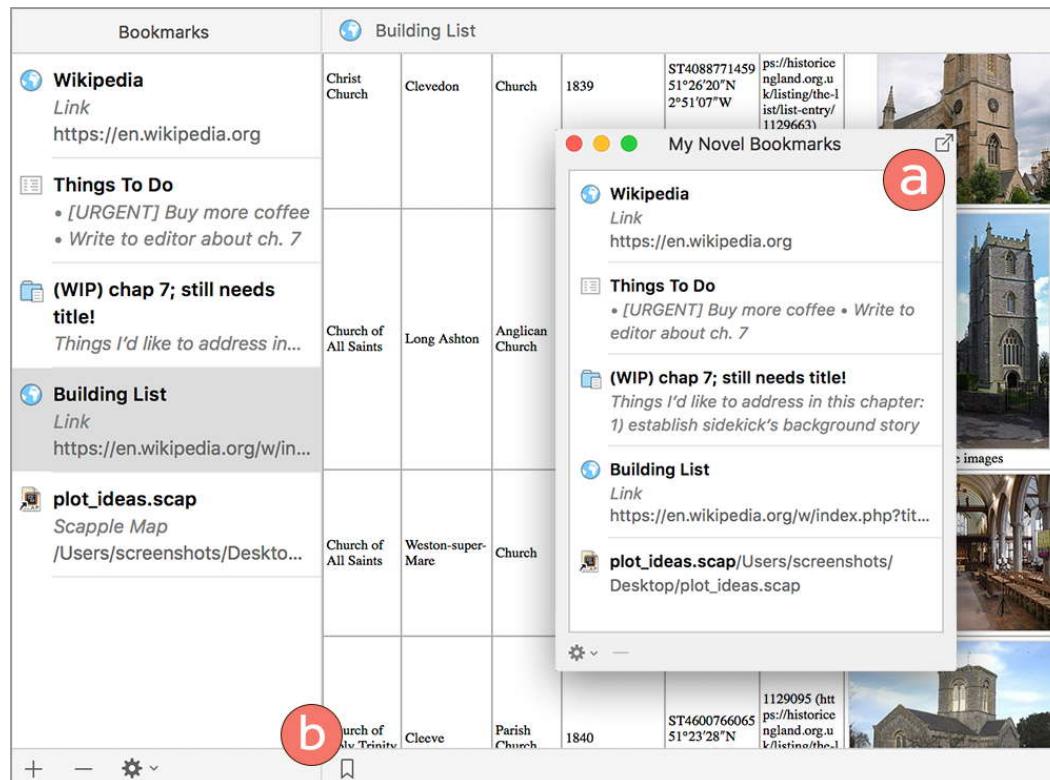 Bookmarks
Building List
Wikipedia
Link
https://en.wikipedia.org
Things To Do
• [URGENT] Buy more coffee
• Write to editor about ch. 7
(WIP) chap 7; still needs
title!
Things I'd like to address in...
Building List
Link
https://en.wikipedia.org/w/in...
plot_ideas.scap
Scapple Map
/Users/screenshots/Deskto...
Christ
Church
Clevedon
Church
1839
ST4088771459
51°26′20″N
2°51′07″W
ps://historice
ngland.org.u
k/listing/the-l
ist/list-entry/
1129663)
Church of
All Saints
Long Ashton
Anglican
Church
e images
Church of
All Saints
Weston-super-
Mare
Church
Church of
Holy Trinity
Cleeve
Parish
Church
1840
ST4600766065
51°23′28″N
1129095 (htt
ps://historice
ngland.org.u
k/listing/the-l
My Novel Bookmarks
a
Wikipedia
Link
https://en.wikipedia.org
Things To Do
• [URGENT] Buy more coffee • Write to
editor about ch. 7
(WIP) chap 7; still needs title!
Things I'd like to address in this chapter:
1) establish sidekick's background story
Building List
Link
https://en.wikipedia.org/w/index.php?tit...
plot_ideas.scap/Users/screenshots/
Desktop/plot_ideas.scap
b